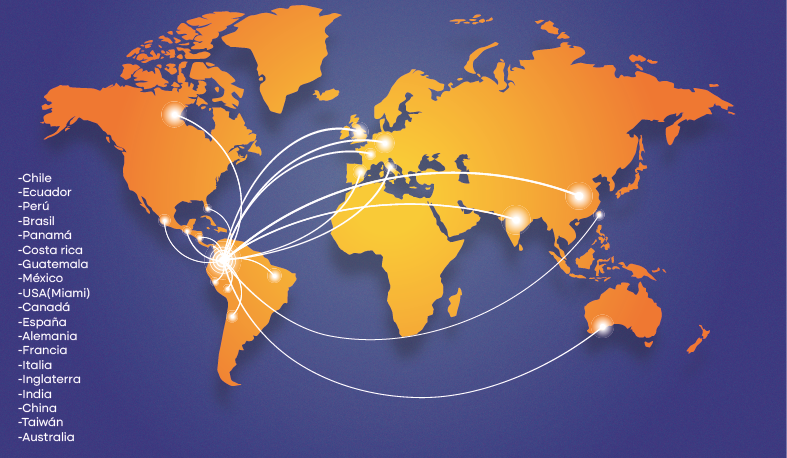 -Chile
-Ecuador
-Perú
-Brasil
-Panamá
-Costa rica
-Guatemala
-México
-USA(Miami)
-Canadá
-España
-Alemania
-Francia
-Italia
-Inglaterra
-India
-China
-Taiwán
-Australia